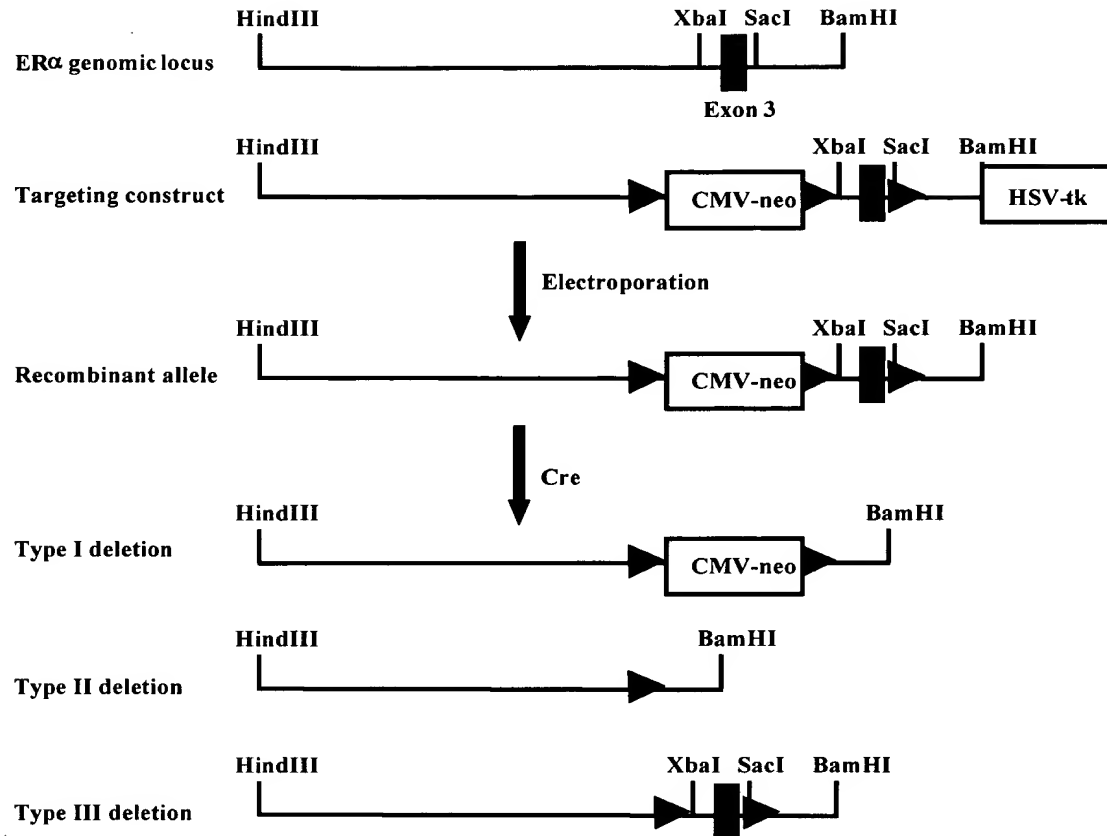 HindIII XbaI SacI BamHI
ERα genomic locus
Exon 3
HindIII XbaI SacI BamHI
Targeting construct CMV-neo HSV-tk
Electroporation
HindIII XbaI SacI BamHI
Recombinant allele CMV-neo
Cre
HindIII BamHI
Type I deletion CMV-neo
HindIII BamHI
Type II deletion
HindIII XbaI SacI BamHI
Type III deletion